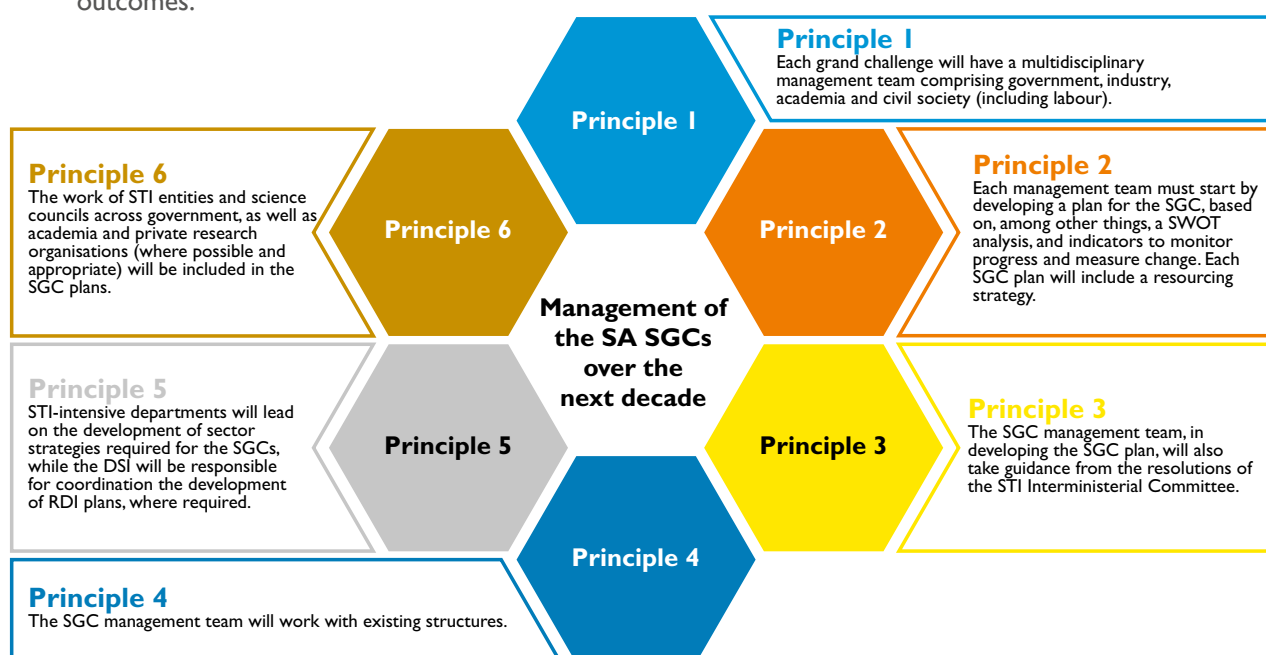 outcomes.
Principle 1
Principle 1
Each grand challenge will have a multidisciplinary
management team comprising government, industry,
academia and civil society (including labour).
Principle 2
Principle 2
Each management team must start by
developing a plan for the SGC, based
on, among other things, a SWOT
analysis, and indicators to monitor
progress and measure change. Each
SGC plan will include a resourcing
strategy.
Principle 3
Principle 3
The SGC management team, in
developing the SGC plan, will also
take guidance from the resolutions of
the STI Interministerial Committee.
Principle 4
Principle 4
The SGC management team will work with existing structures.
Principle 5
Principle 5
STI-intensive departments will lead
on the development of sector
strategies required for the SGCs,
while the DSI will be responsible
for coordination the development
of RDI plans, where required.
Principle 6
Principle 6
The work of STI entities and science
councils across government, as well as
academia and private research
organisations (where possible and
appropriate) will be included in the
SGC plans.
Management of
the SA SGCs
over the
next decade